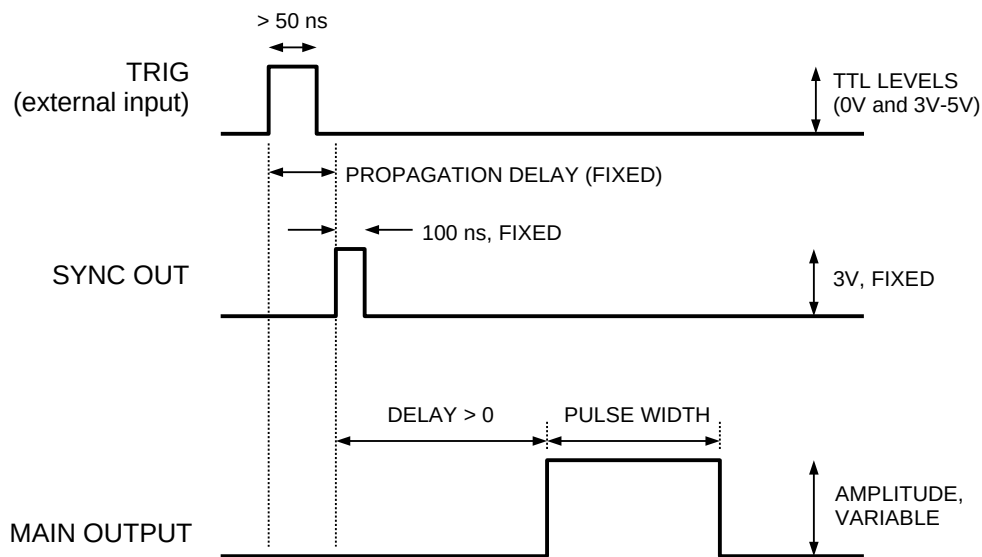 > 50 ns
TRIG
(external input)
TTL LEVELS
(0V and 3V-5V)
PROPAGATION DELAY (FIXED)
100 ns, FIXED
SYNC OUT
3V, FIXED
DELAY > 0
PULSE WIDTH
MAIN OUTPUT
AMPLITUDE,
VARIABLE